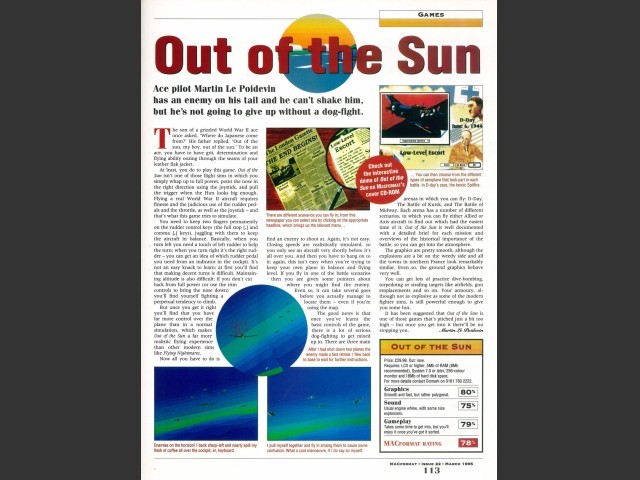 GAMES
Out of the Sun
Ace pilot Martin Le Poidevin
has an enemy on his tail and he can't shake him,
but he's not going to give up without a dog-fight.
The son of a grizzled World War II ace
once asked, 'Where do Japanese come
from?' His father replied, 'Out of the
Sun, my boy, out of the sun.' To be an
ace, you have to have grit, determination and
flying ability oozing through the seams of your
leather flak jacket.
At least, you do to play this game. Out of the
Sun isn't one of those flight sims in which you
simply whap up to full power, point the nose in
the right direction using the joystick, and pull
the trigger when the Hun looks big enough.
Flying a real World War II aircraft requires
finesse and the judicious use of the rudder ped-
als and the throttle, as well as the joystick – and
that's what this game tries to simulate.
You need to keep two fingers permanently
on the rudder control keys (the full stop [.] and
comma [,] keys), juggling with them to keep
the aircraft in balance. Basically, when you
turn left you need a touch of left rudder to help
the turn; when you turn right it's the right rud-
der – you can get an idea of which rudder pedal
you need from an indicator in the cockpit. It's
not an easy knack to learn: at first you'll find
that making decent turns is difficult. Maintain-
ing altitude is also difficult: if you don't cut
back from full power or use the trim
controls to bring the nose down
you'll find yourself fighting a
perpetual tendency to climb.
But once you get it right
you'll find that you have
far more control over the
plane than in a normal
simulation, which makes
Out of the Sun a far more
realistic flying experience
than other modern sims
like Flying Nightmares.
Now all you have to do is
The London Gazette
THE END BEGINS!
Low-Level
Escort
There are different scenarios you can fly in; from this
newspaper you can select one by clicking on the appropriate
headline, which brings up the relevant menu…
find an enemy to shoot at. Again, it's not easy.
Closing speeds are realistically simulated, so
you only see an aircraft very shortly before it's
all over you. And then you have to hang on to
it; again, this isn't easy when you're trying to
keep your own plane in balance and flying
level. If you fly in one of the battle scenarios
then you are given some pointers about
where you might find the enemy.
Even so, it can take several goes
before you actually manage to
locate them – even if you're
using the map.
The good news is that
once you've learnt the
basic controls of the game,
there is a lot of serious
dog-fighting to get mixed
up in. There are three main
After I had shot down two planes the
enemy made a fast retreat. I flew back
to base to wait for further instructions.
Check out
the interactive
demo of Out of the
Sun on MACFORMAT's
cover CD-ROM
D-Day
June 6, 1944
Low-Level Escort
… You can then choose from the different
types of aeroplane that took part in each
battle. In D-Day's case, the heroic Spitfire.
arenas in which you can fly: D-Day,
The Battle of Kursk, and The Battle of
Midway. Each arena has a number of different
scenarios, in which you can fly either Allied or
Axis aircraft to find out which had the easiest
time of it. Out of the Sun is well documented
with a detailed brief for each mission and
overviews of the historical importance of the
battle, so you can get into the atmosphere.
The graphics are pretty smooth, although the
explosions are a bit on the weedy side and all
the towns in northern France look remarkably
similar. Even so, the ground graphics behave
very well.
You can get lots of practice dive-bombing,
torpedoing or strafing targets like airfields, gun
emplacements and so on. Your armoury, al-
though not as explosive as some of the modern
fighter sims, is still powerful enough to give
you some fun.
It has been suggested that Out of the Sun is
one of those games that's pitched just a bit too
high – but once you get into it there'll be no
stopping you.
Martin Le Poidevin
Enemies on the horizon! I bank sharp-left and nearly spill my
flask of coffee all over the cockpit; er, keyboard.
I pull myself together and fly in among them to cause some
confusion. What a cool manoeuvre, if I do say so myself.
OUT OF THE SUN
Price: £39.99. Out now.
Graphics
Smooth and fast, but rather polygonal.
80%
Sound
Usual engine whine, with some nice
explosions.
75%
Gameplay
Takes some time to get into, but you'll
enjoy it once you've got it sorted.
79%
MACFORMAT RATING
78%
MACFORMAT • ISSUE 22 • MARCH 1995
113